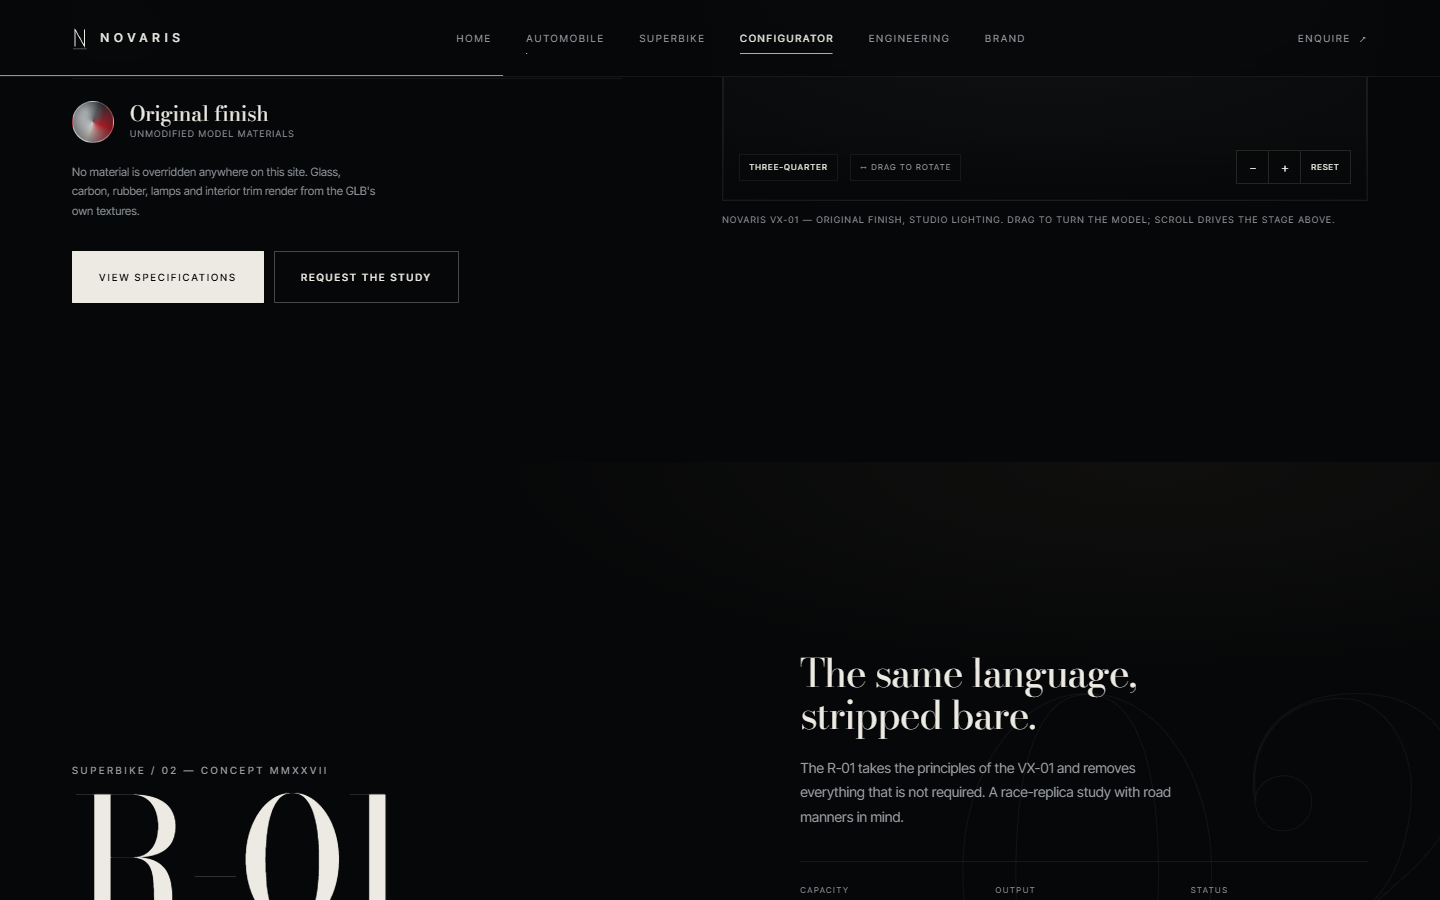 NOVARIS
HOME
AUTOMOBILE
SUPERBIKE
CONFIGURATOR
ENGINEERING
BRAND
ENQUIRE ↗
Original finish
UNMODIFIED MODEL MATERIALS
No material is overridden anywhere on this site. Glass,
carbon, rubber, lamps and interior trim render from the GLB's
own textures.
VIEW SPECIFICATIONS
REQUEST THE STUDY
THREE-QUARTER
↔ DRAG TO ROTATE
−
+
RESET
NOVARIS VX-01 — ORIGINAL FINISH, STUDIO LIGHTING. DRAG TO TURN THE MODEL; SCROLL DRIVES THE STAGE ABOVE.
SUPERBIKE / 02 — CONCEPT MMXXVII
R-01
The same language,
stripped bare.
The R-01 takes the principles of the VX-01 and removes
everything that is not required. A race-replica study with road
manners in mind.
02
CAPACITY
OUTPUT
STATUS